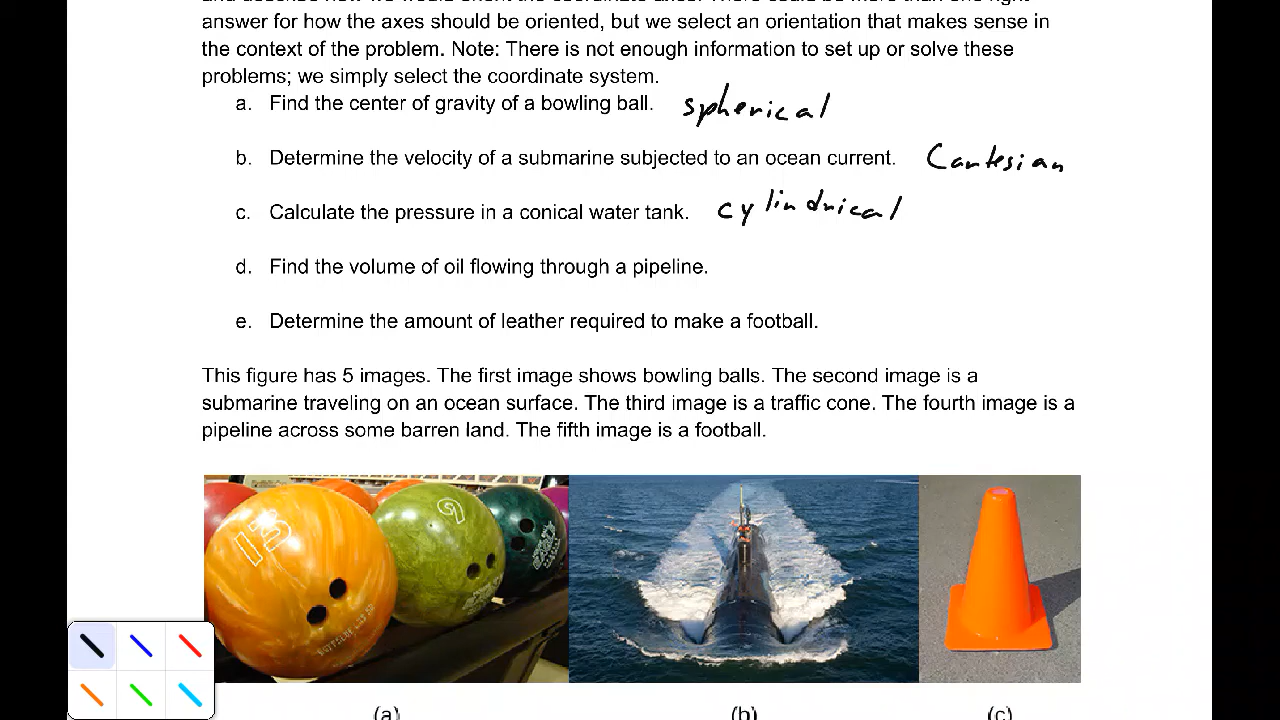 answer for how the axes should be oriented, but we select an orientation that makes sense in
the context of the problem. Note: There is not enough information to set up or solve these
problems; we simply select the coordinate system.
a. Find the center of gravity of a bowling ball. spherical
b. Determine the velocity of a submarine subjected to an ocean current. Cartesian
c. Calculate the pressure in a conical water tank. cylindrical
d. Find the volume of oil flowing through a pipeline.
e. Determine the amount of leather required to make a football.
This figure has 5 images. The first image shows bowling balls. The second image is a
submarine traveling on an ocean surface. The third image is a traffic cone. The fourth image is a
pipeline across some barren land. The fifth image is a football.
15
9
(a) (b) (c)